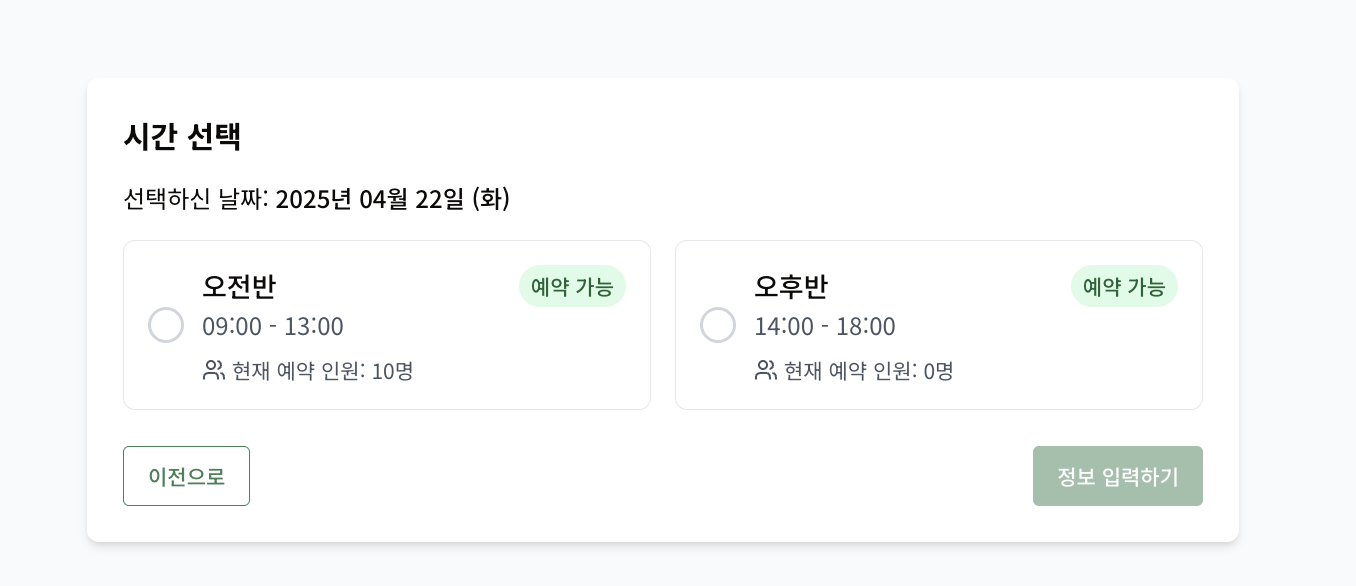 시간 선택
선택하신 날짜: 2025년 04월 22일 (화)
오전반
예약 가능
09:00 - 13:00
현재 예약 인원: 10명
오후반
예약 가능
14:00 - 18:00
현재 예약 인원: 0명
이전으로
정보 입력하기